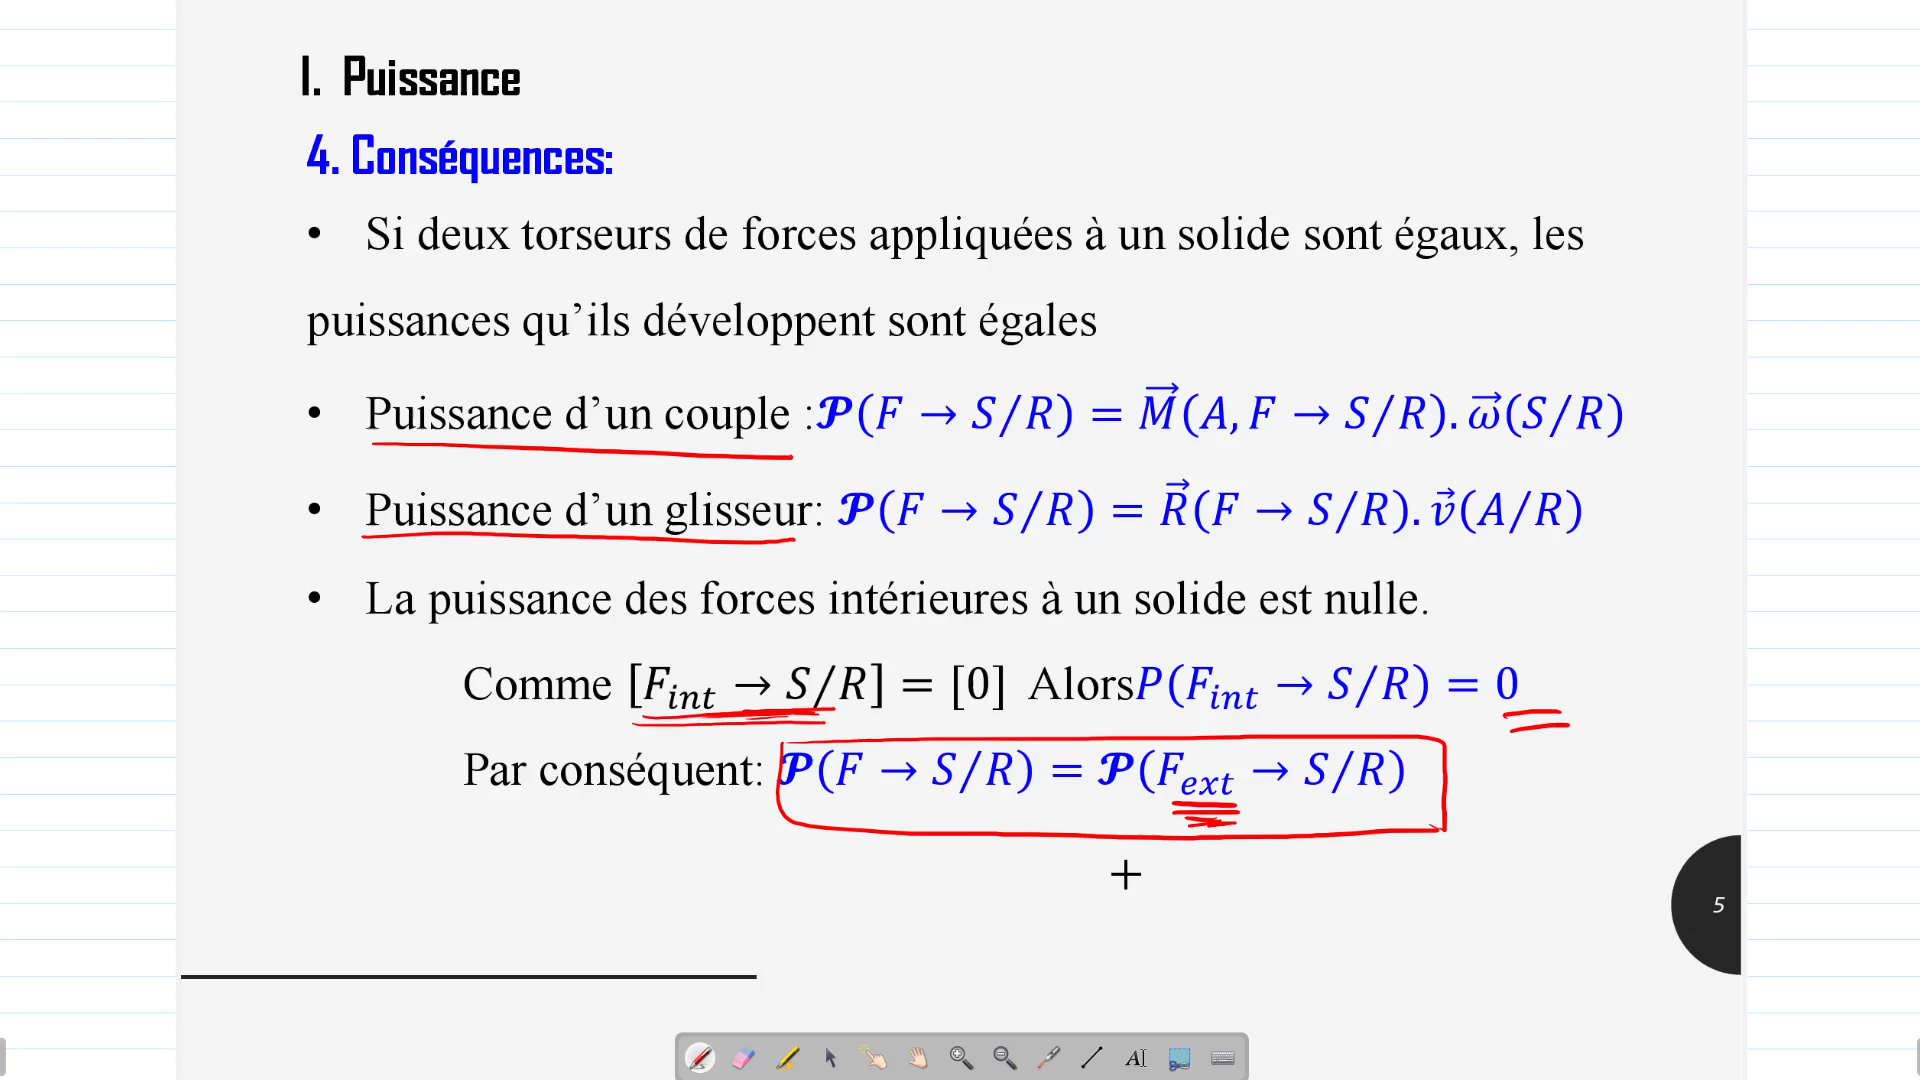 I. Puissance
4. Conséquences:
• Si deux torseurs de forces appliquées à un solide sont égaux, les
puissances qu’ils développent sont égales
• Puissance d’un couple :𝓟(F → S/R) = M⃗(A, F → S/R). ω⃗(S/R)
• Puissance d’un glisseur: 𝓟(F → S/R) = R⃗(F → S/R). v⃗(A/R)
• La puissance des forces intérieures à un solide est nulle.
Comme [F_int → S/R] = [0] Alors P(F_int → S/R) = 0
Par conséquent: 𝓟(F → S/R) = 𝓟(F_ext → S/R)
5